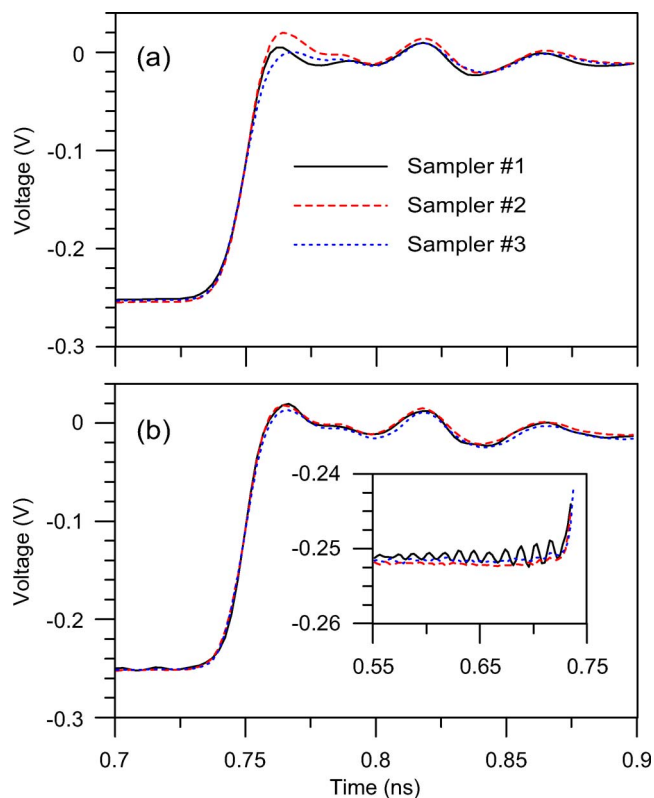 0
(a)
-0.1
Sampler #1
Voltage (V)
Sampler #2
-0.2
Sampler #3
-0.3
0
(b)
-0.24
-0.1
Voltage (V)
-0.25
-0.2
-0.26
0.55 0.65 0.75
-0.3
0.7 0.75 0.8 0.85 0.9
Time (ns)